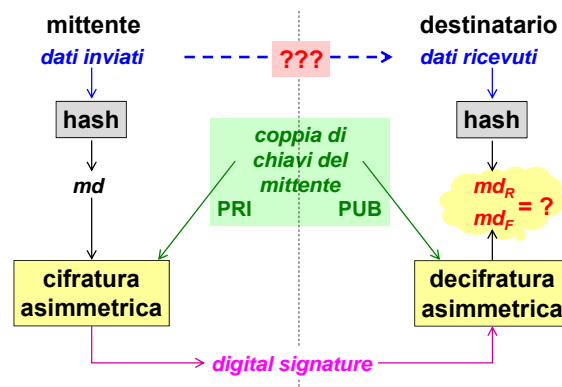 mittente
destinatario
dati inviati
???
dati ricevuti
hash
hash
coppia di
chiavi del
mittente
PRI
PUB
md
mdR
mdF
= ?
cifratura
asimmetrica
decifratura
asimmetrica
digital signature